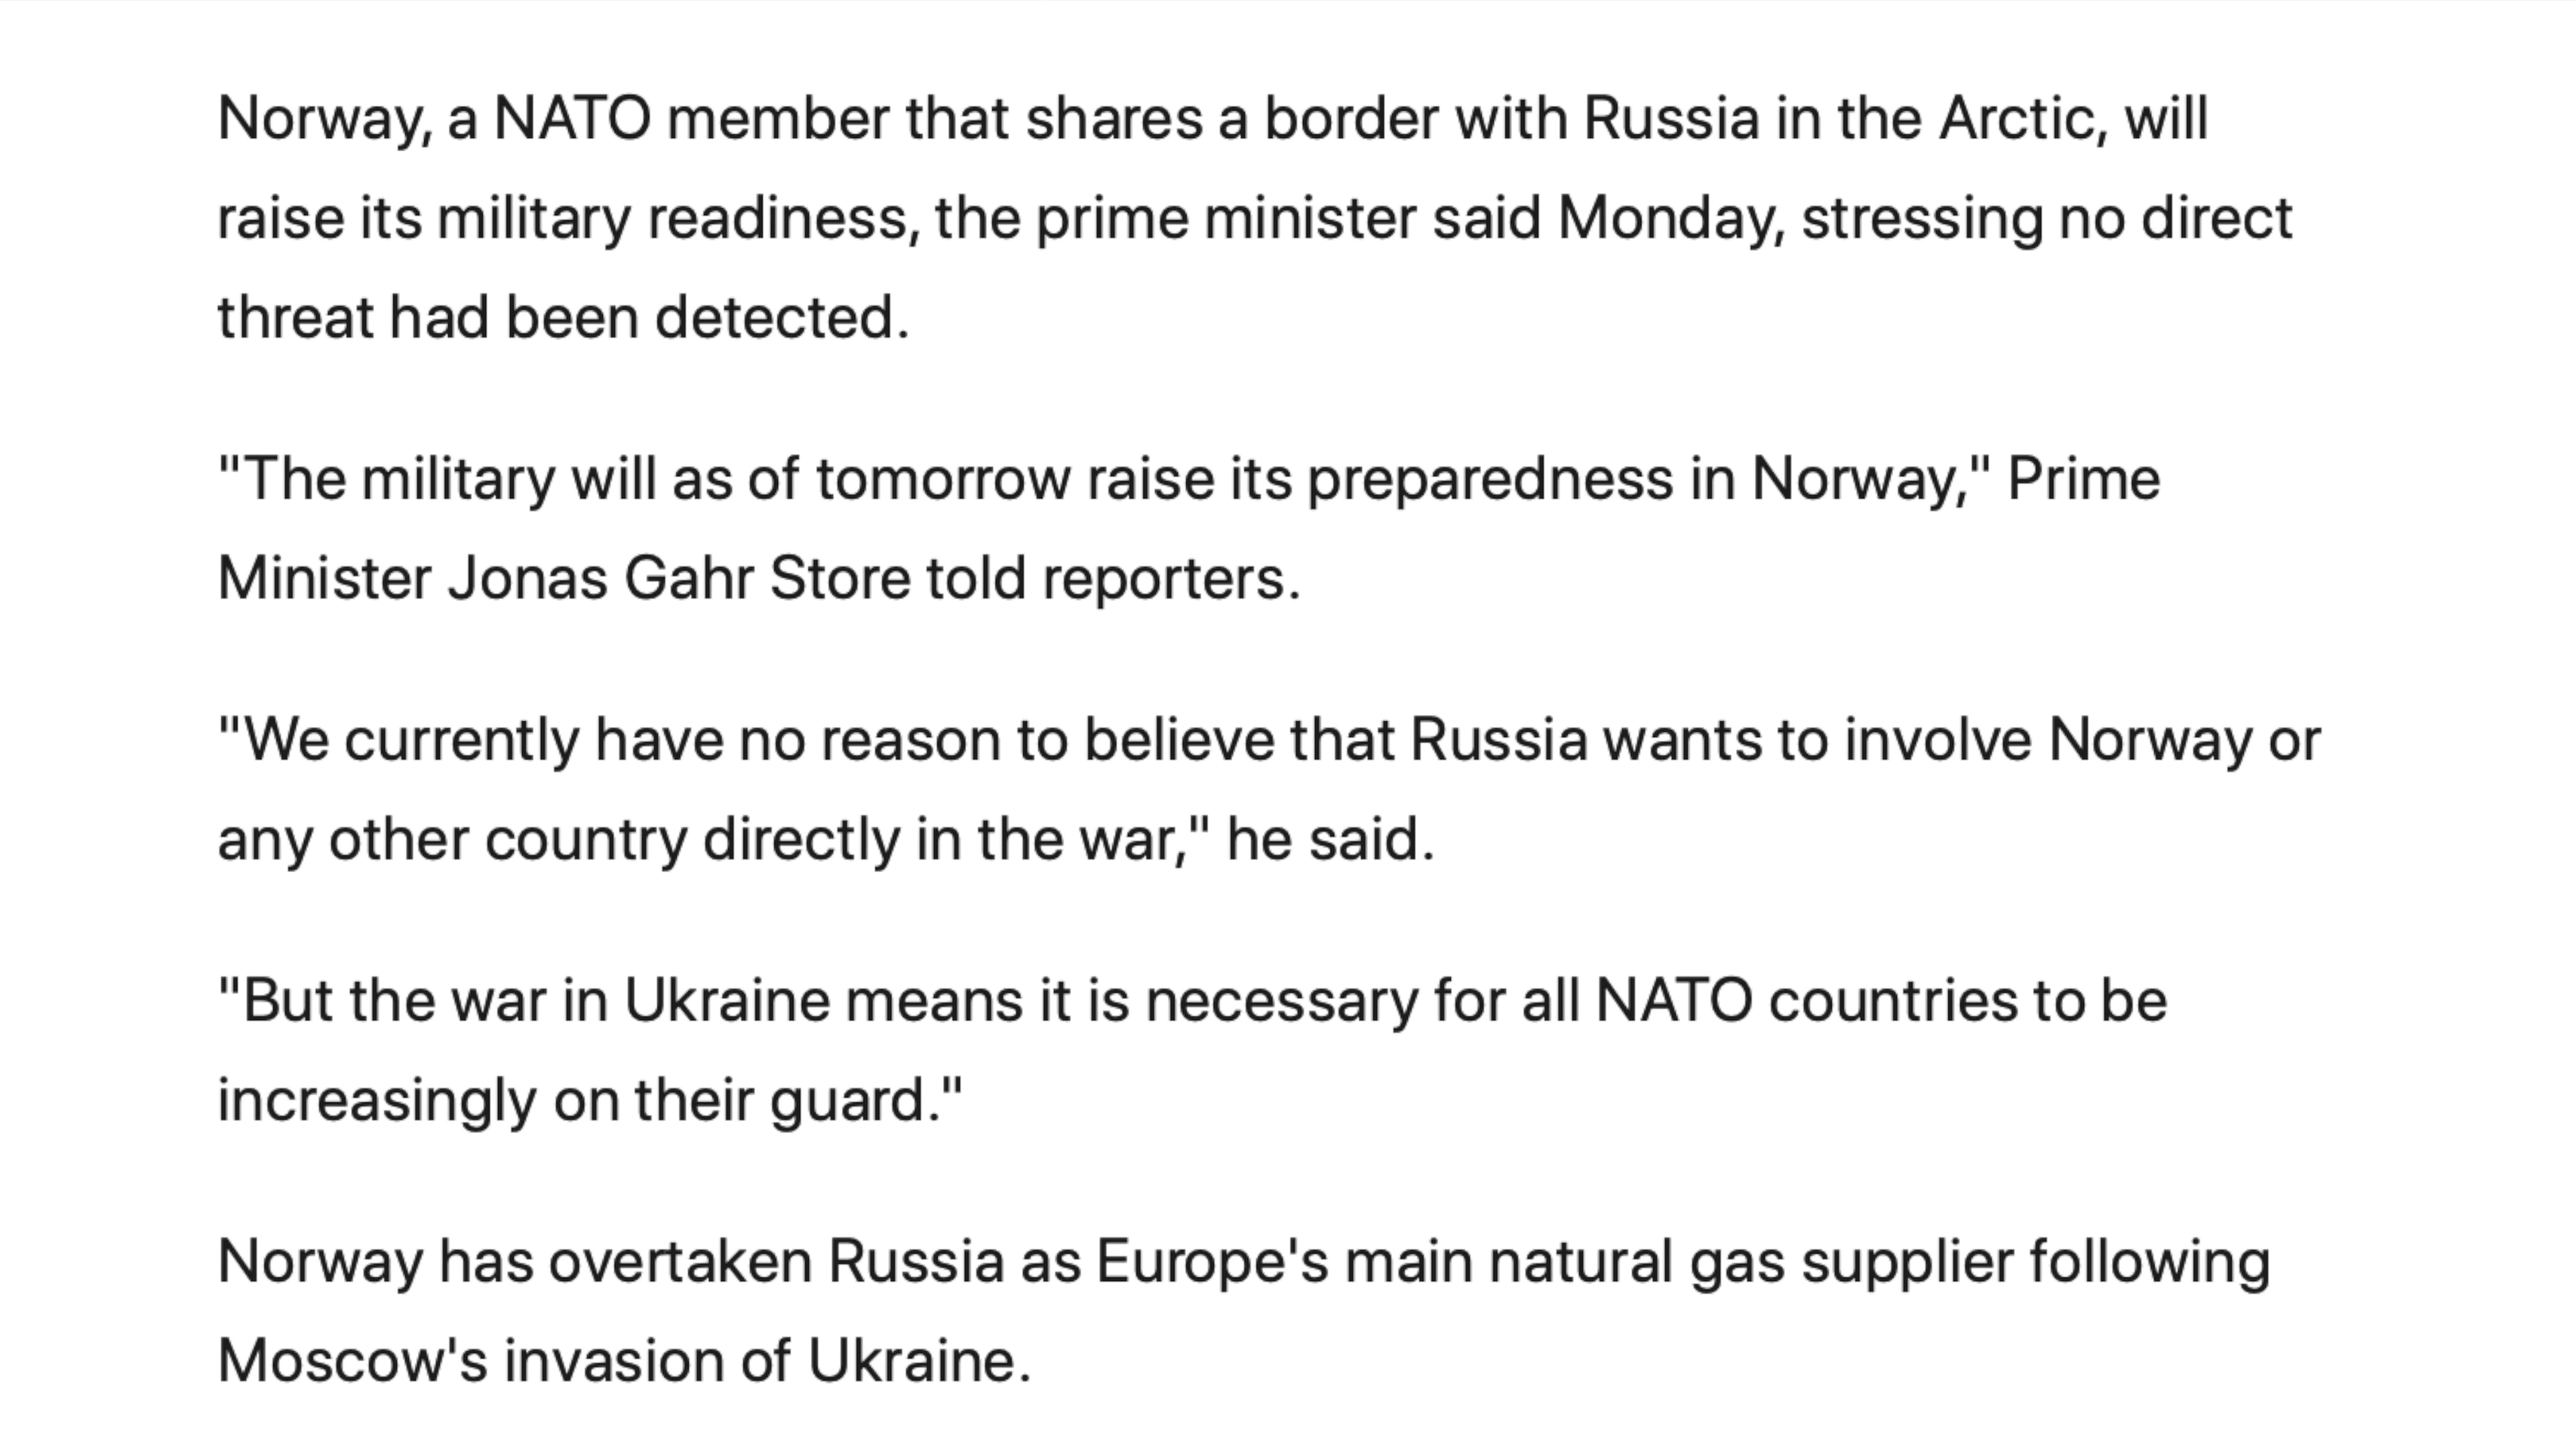 Norway, a NATO member that shares a border with Russia in the Arctic, will
raise its military readiness, the prime minister said Monday, stressing no direct
threat had been detected.
"The military will as of tomorrow raise its preparedness in Norway," Prime
Minister Jonas Gahr Store told reporters.
"We currently have no reason to believe that Russia wants to involve Norway or
any other country directly in the war," he said.
"But the war in Ukraine means it is necessary for all NATO countries to be
increasingly on their guard."
Norway has overtaken Russia as Europe's main natural gas supplier following
Moscow's invasion of Ukraine.